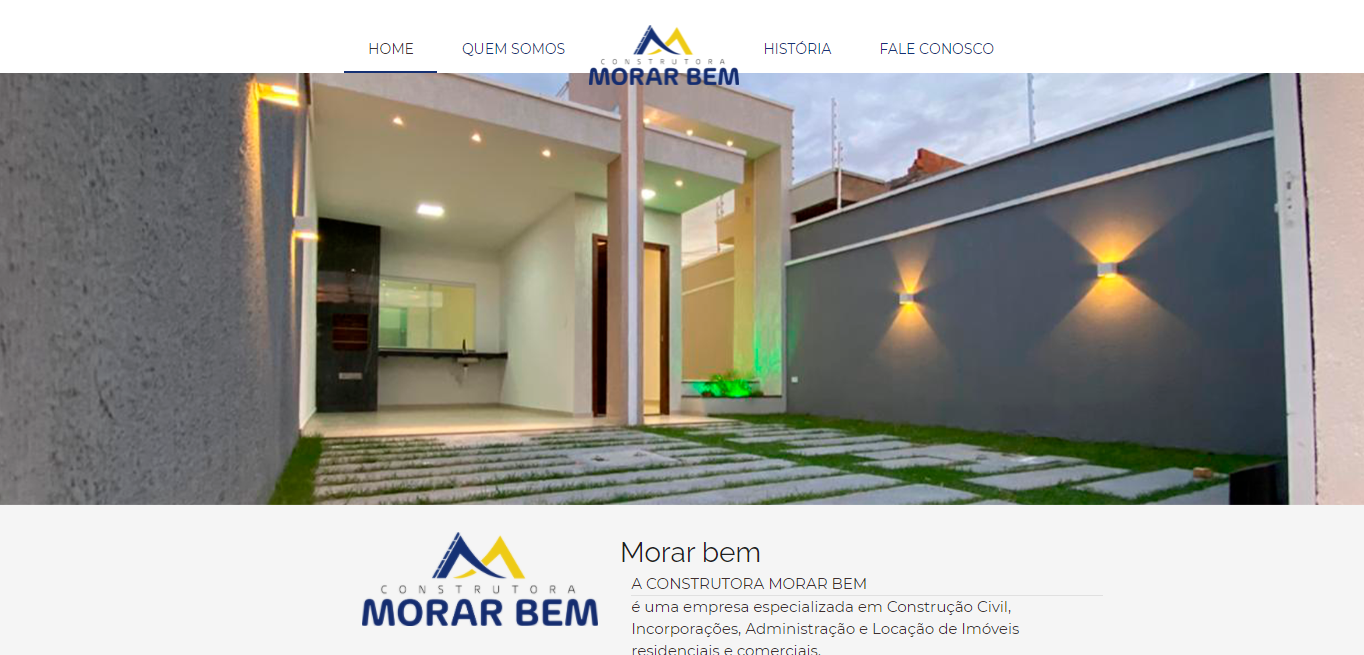 HOME QUEM SOMOS CONSTRUTORA MORAR BEM HISTÓRIA FALE CONOSCO
CONSTRUTORA
MORAR BEM
Morar bem
A CONSTRUTORA MORAR BEM
é uma empresa especializada em Construção Civil,
Incorporações, Administração e Locação de Imóveis
residenciais e comerciais.